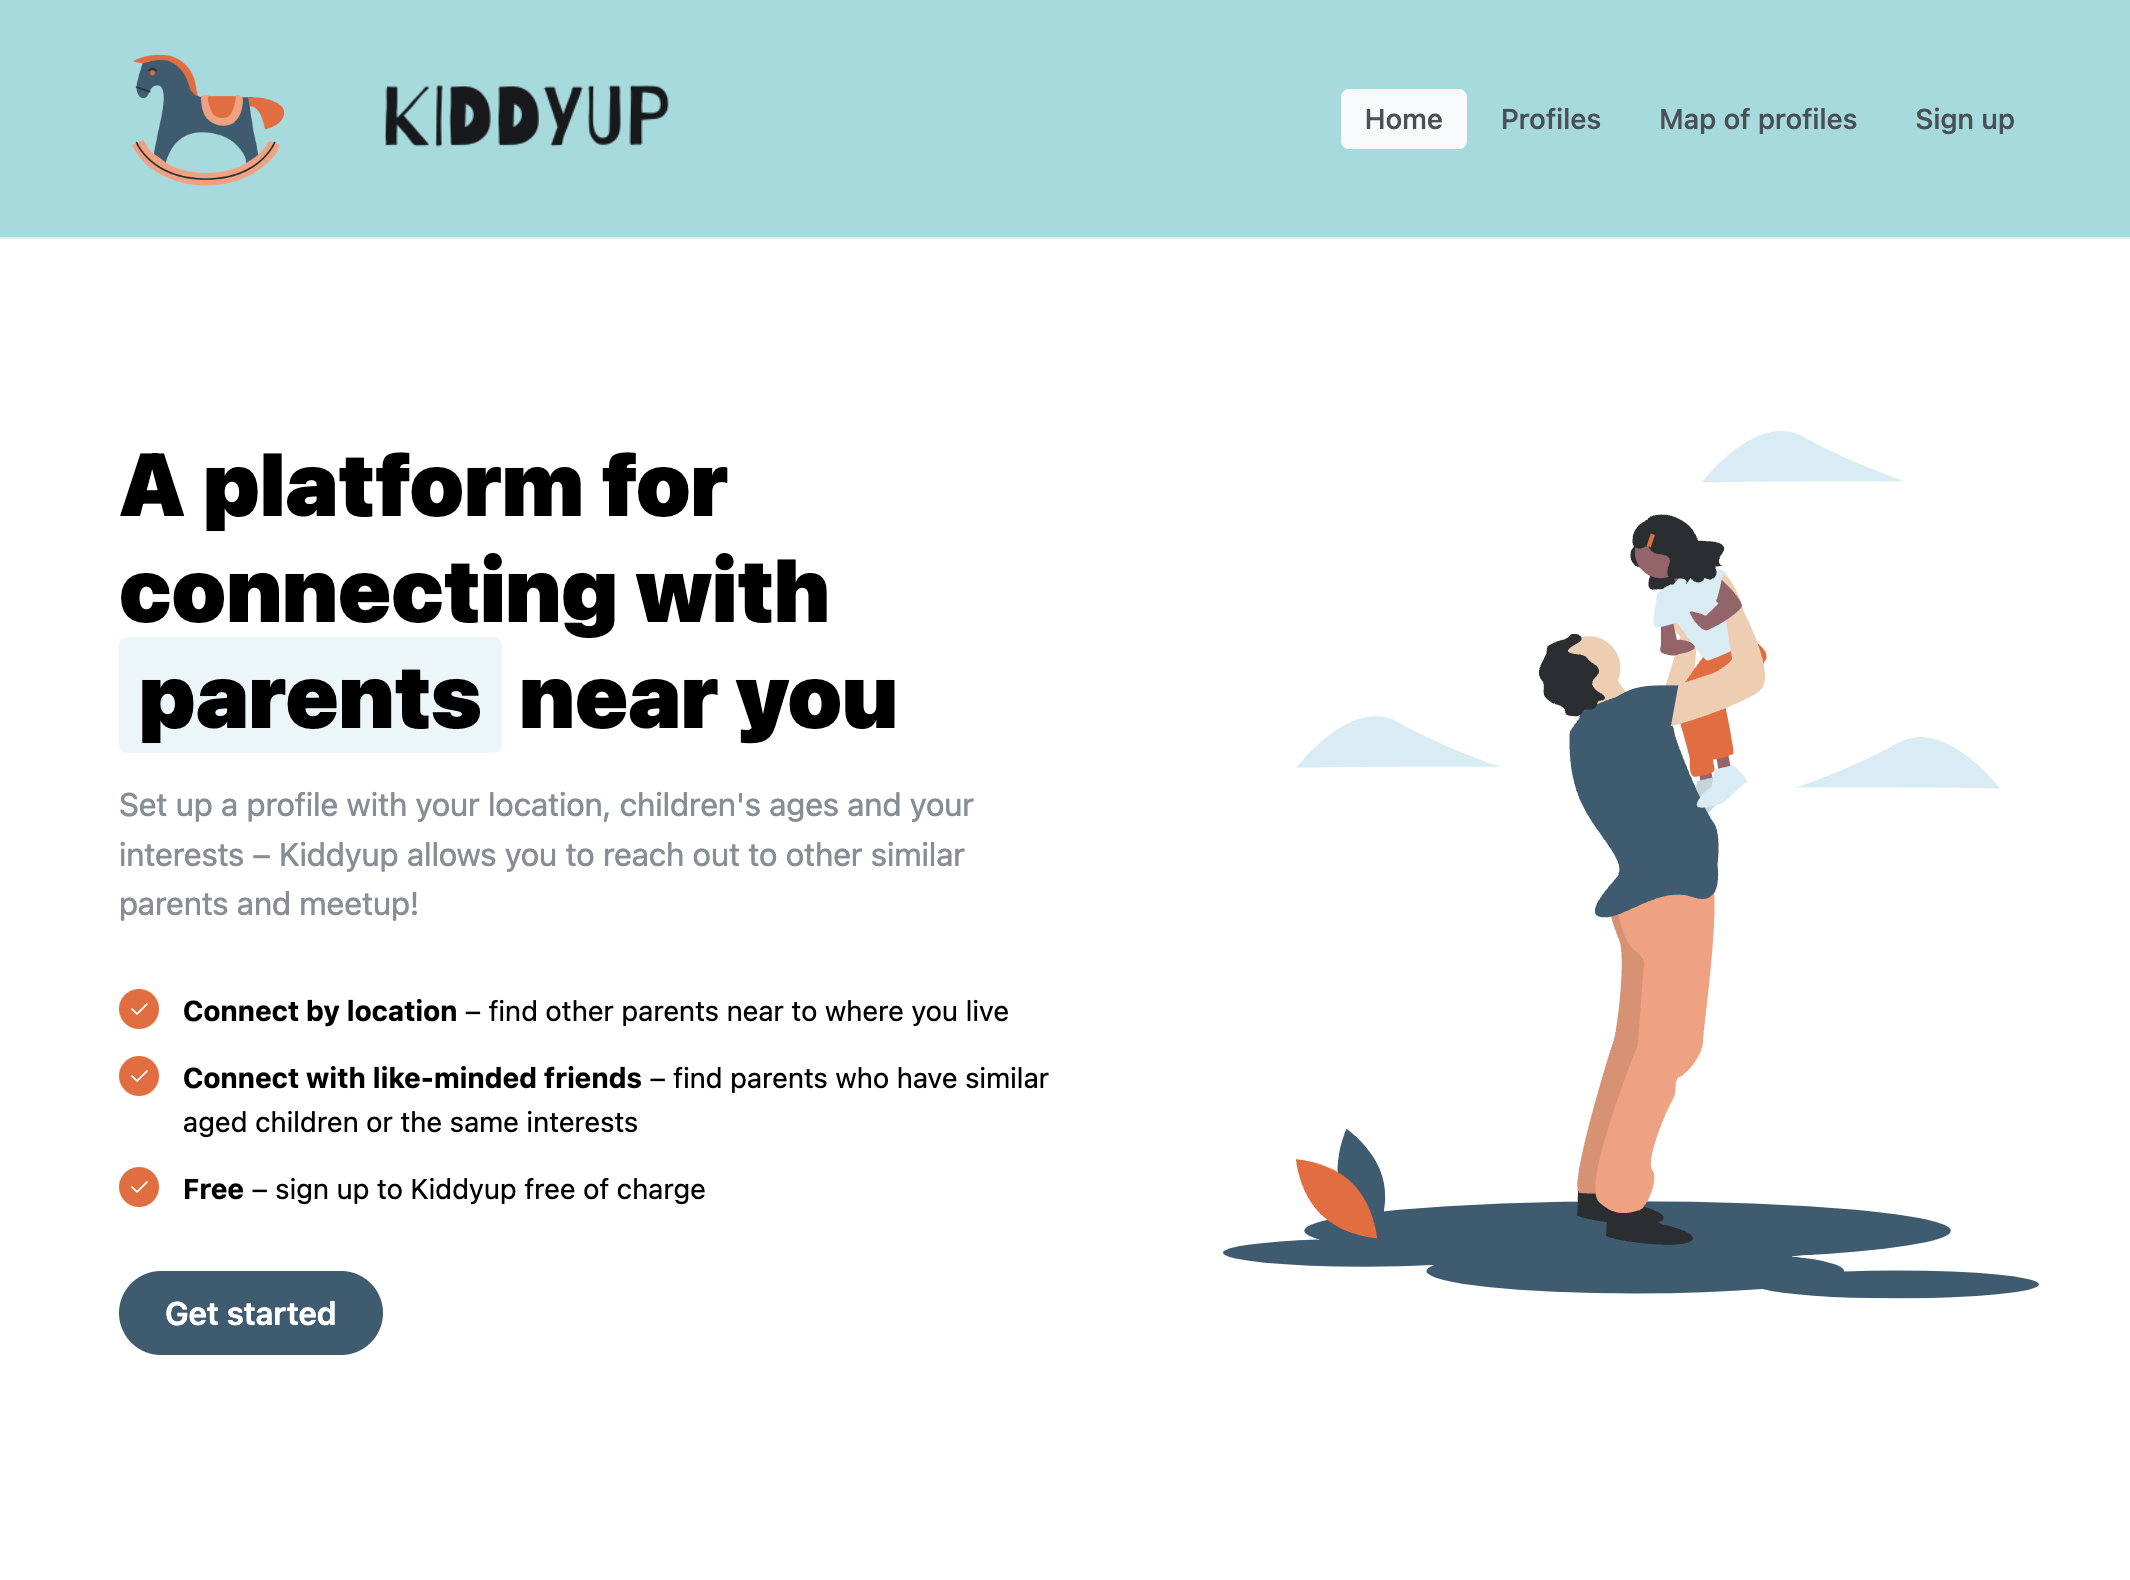 KIDDYUP
Home
Profiles
Map of profiles
Sign up
A platform for
connecting with
parents near you
Set up a profile with your location, children's ages and your
interests – Kiddyup allows you to reach out to other similar
parents and meetup!
Connect by location – find other parents near to where you live
Connect with like-minded friends – find parents who have similar
aged children or the same interests
Free – sign up to Kiddyup free of charge
Get started